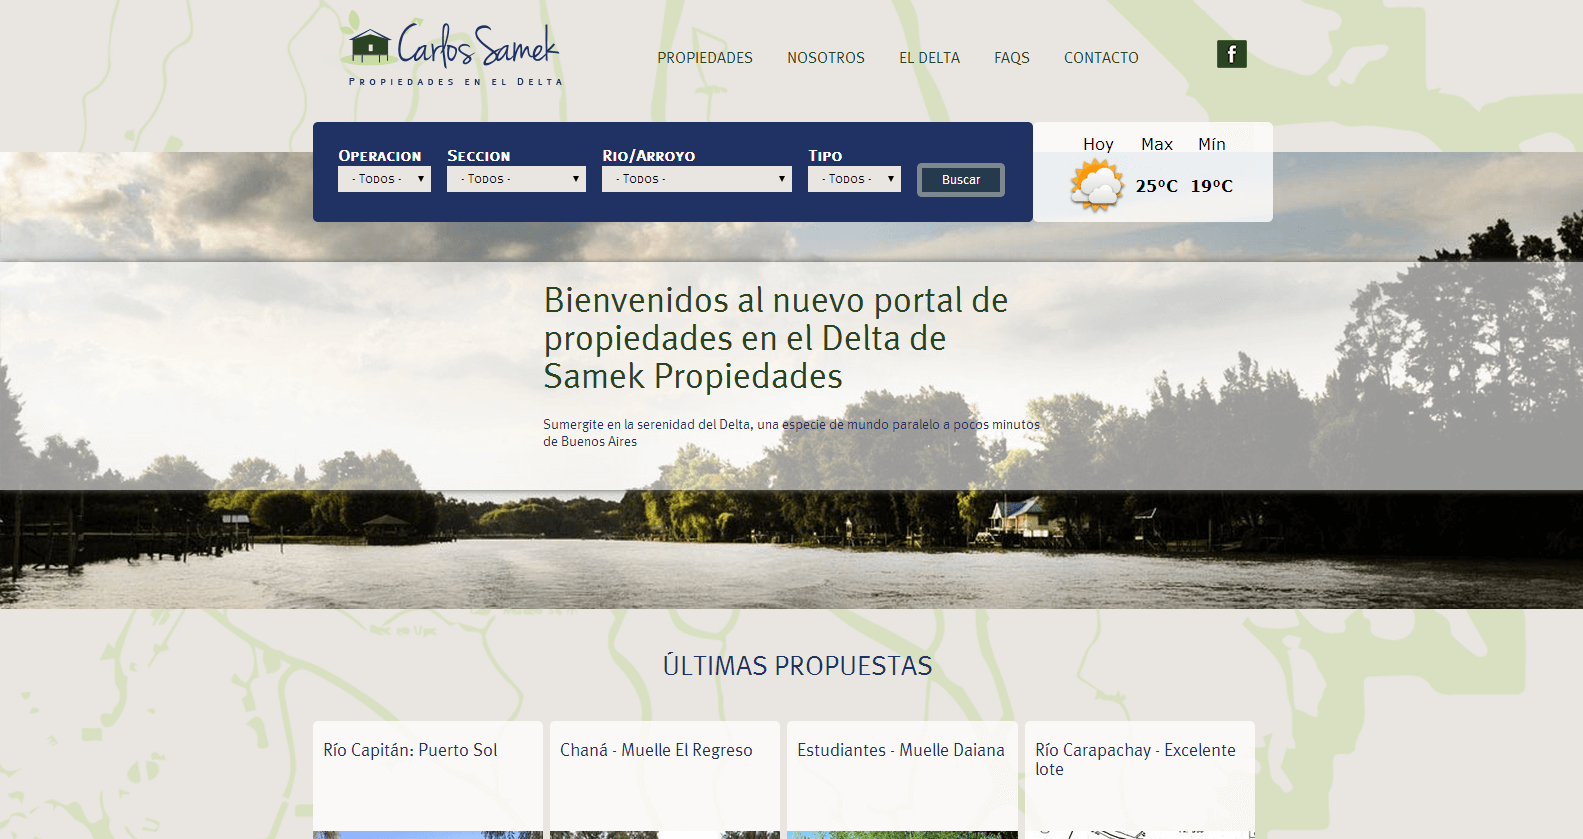 Carlos Samek
Propiedades en el Delta
PROPIEDADES NOSOTROS EL DELTA FAQS CONTACTO
f
Operacion Seccion Rio/Arroyo Tipo
- Todos - - Todos - - Todos - - Todos - Buscar
Hoy Max Mín
25ºC 19ºC
Bienvenidos al nuevo portal de
propiedades en el Delta de
Samek Propiedades
Sumergite en la serenidad del Delta, una especie de mundo paralelo a pocos minutos
de Buenos Aires
ÚLTIMAS PROPUESTAS
Río Capitán: Puerto Sol
Chaná - Muelle El Regreso
Estudiantes - Muelle Daiana
Río Carapachay - Excelente
lote